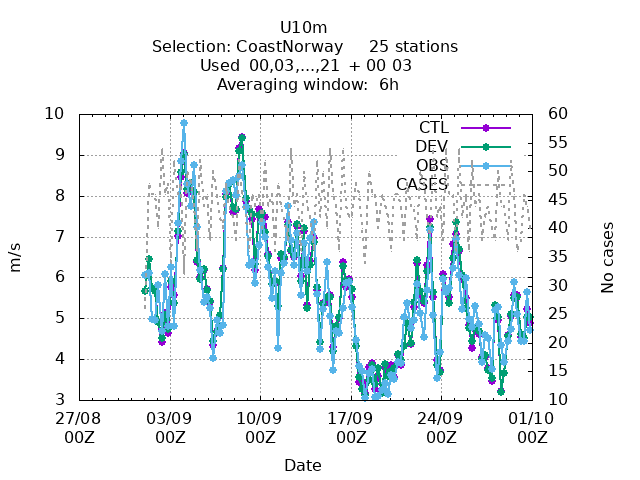 U10m
Selection: CoastNorway     25 stations
Used  00,03,...,21  + 00 03
Averaging window:  6h
10
9
8
7
6
5
4
3
60
55
50
45
40
35
30
25
20
15
10
CTL
DEV
OBS
CASES
m/s
No cases
27/08 03/09 10/09 17/09 24/09 01/10
00Z 00Z 00Z 00Z 00Z 00Z
Date